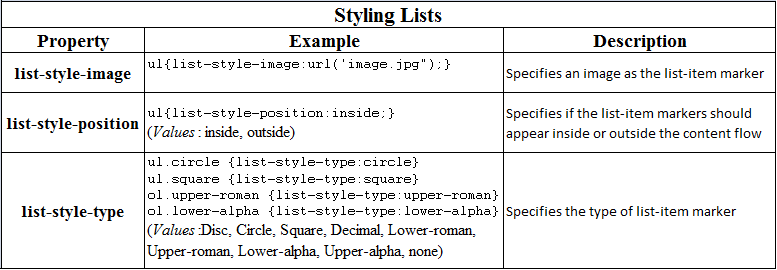 Styling Lists
Property Example Description
list-style-image ul{list-style-image:url('image.jpg");} Specifies an image as the list-item marker
list-style-position ul{list-style-position:inside;} Specifies if the list-item markers should
(Values : inside, outside) appear inside or outside the content flow
ul.circle {list-style-type:circle}
ul.square {list-style-type:square}
ol.upper-roman {list-style-type:upper-roman}
list-style-type ol.lower-alpha {list-style-type:lower-alpha} Specifies the type of list-item marker
(Values :Disc, Circle, Square, Decimal, Lower-roman,
Upper-roman, Lower-alpha, Upper-alpha, none)